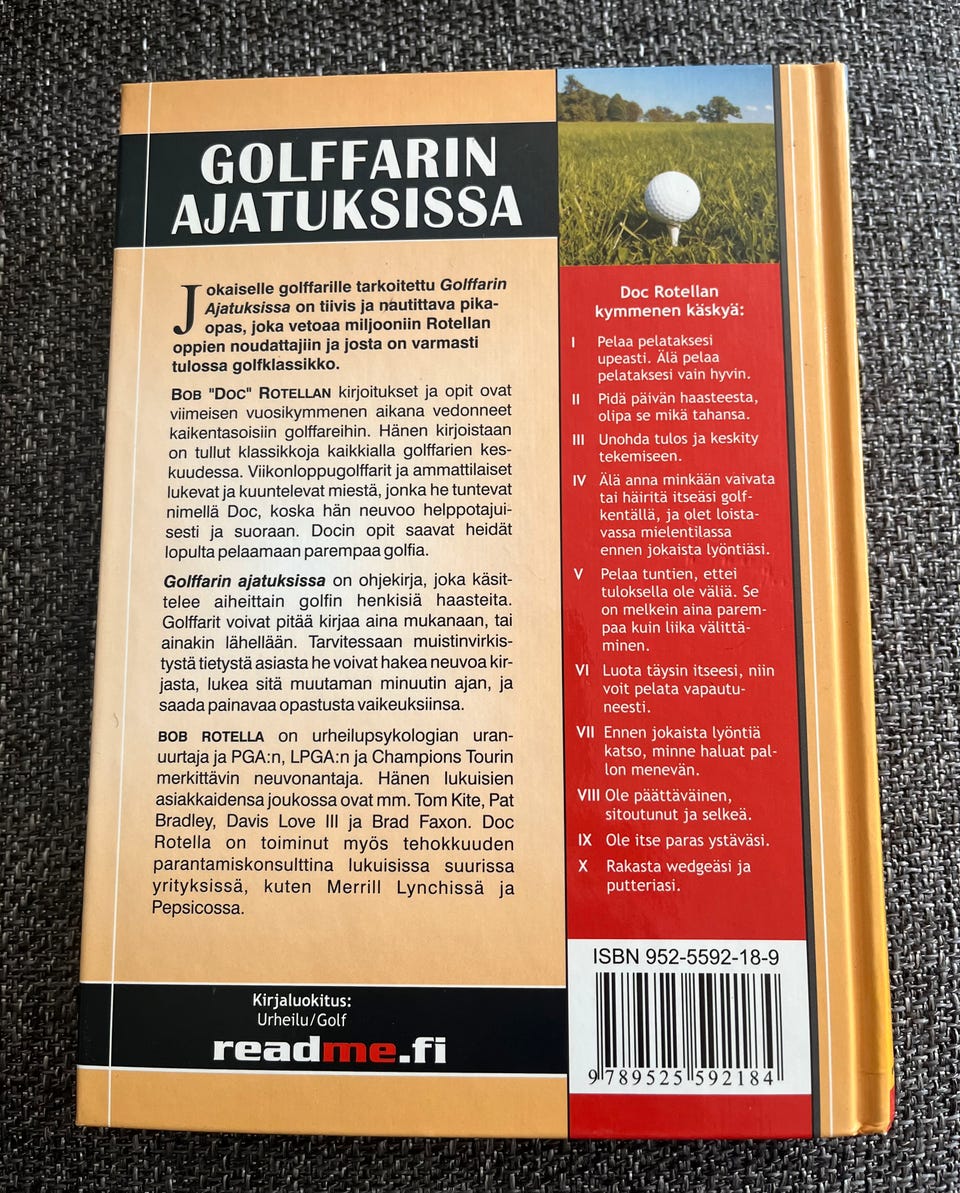 GOLFFARIN
AJATUKSISSA
Jokaiselle golffarille tarkoitettu Golffarin
Ajatuksissa on tiivis ja nautittava pika-
opas, joka vetoaa miljooniin Rotellan
oppien noudattajiin ja josta on varmasti
tulossa golfklassikko.
BOB "DOC" ROTELLAN kirjoitukset ja opit ovat
viimeisen vuosikymmenen aikana vedonneet
kaikentasoisiin golffareihin. Hänen kirjoistaan
on tullut klassikkoja kaikkialla golffarien kes-
kuudessa. Viikonloppugolffarit ja ammattilaiset
lukevat ja kuuntelevat miestä, jonka he tuntevat
nimellä Doc, koska hän neuvoo helppotajui-
sesti ja suoraan. Docin opit saavat heidät
lopulta pelaamaan parempaa golfia.
Golffarin ajatuksissa on ohjekirja, joka käsit-
telee aiheittain golfin henkisiä haasteita.
Golffarit voivat pitää kirjaa aina mukanaan, tai
ainakin lähellään. Tarvitessaan muistinvirkis-
tystä tietystä asiasta he voivat hakea neuvoa kir-
jasta, lukea sitä muutaman minuutin ajan, ja
saada painavaa opastusta vaikeuksiinsa.
BOB ROTELLA on urheilupsykologian uran-
uurtaja ja PGA:n, LPGA:n ja Champions Tourin
merkittävin neuvonantaja. Hänen lukuisien
asiakkaidensa joukossa ovat mm. Tom Kite, Pat
Bradley, Davis Love III ja Brad Faxon. Doc
Rotella on toiminut myös tehokkuuden
parantamiskonsulttina lukuisissa suurissa
yrityksissä, kuten Merrill Lynchissä ja
Pepsicossa.
Kirjaluokitus:
Urheilu/Golf
readme.fi
Doc Rotellan
kymmenen käskyä:
I Pelaa pelataksesi
upeasti. Älä pelaa
pelataksesi vain hyvin.
II Pidä päivän haasteesta,
olipa se mikä tahansa.
III Unohda tulos ja keskity
tekemiseen.
IV Älä anna minkään vaivata
tai häiritä itseäsi golf-
kentällä, ja olet loista-
vassa mielentilassa
ennen jokaista lyöntiäsi.
V Pelaa tuntien, ettei
tuloksella ole väliä. Se
on melkein aina parem-
paa kuin liika välittä-
minen.
VI Luota täysin itseesi, niin
voit pelata vapautu-
neesti.
VII Ennen jokaista lyöntiä
katso, minne haluat pal-
lon menevän.
VIII Ole päättäväinen,
sitoutunut ja selkeä.
IX Ole itse paras ystäväsi.
X Rakasta wedgeäsi ja
putteriasi.
ISBN 952-5592-18-9
9 789525 592184